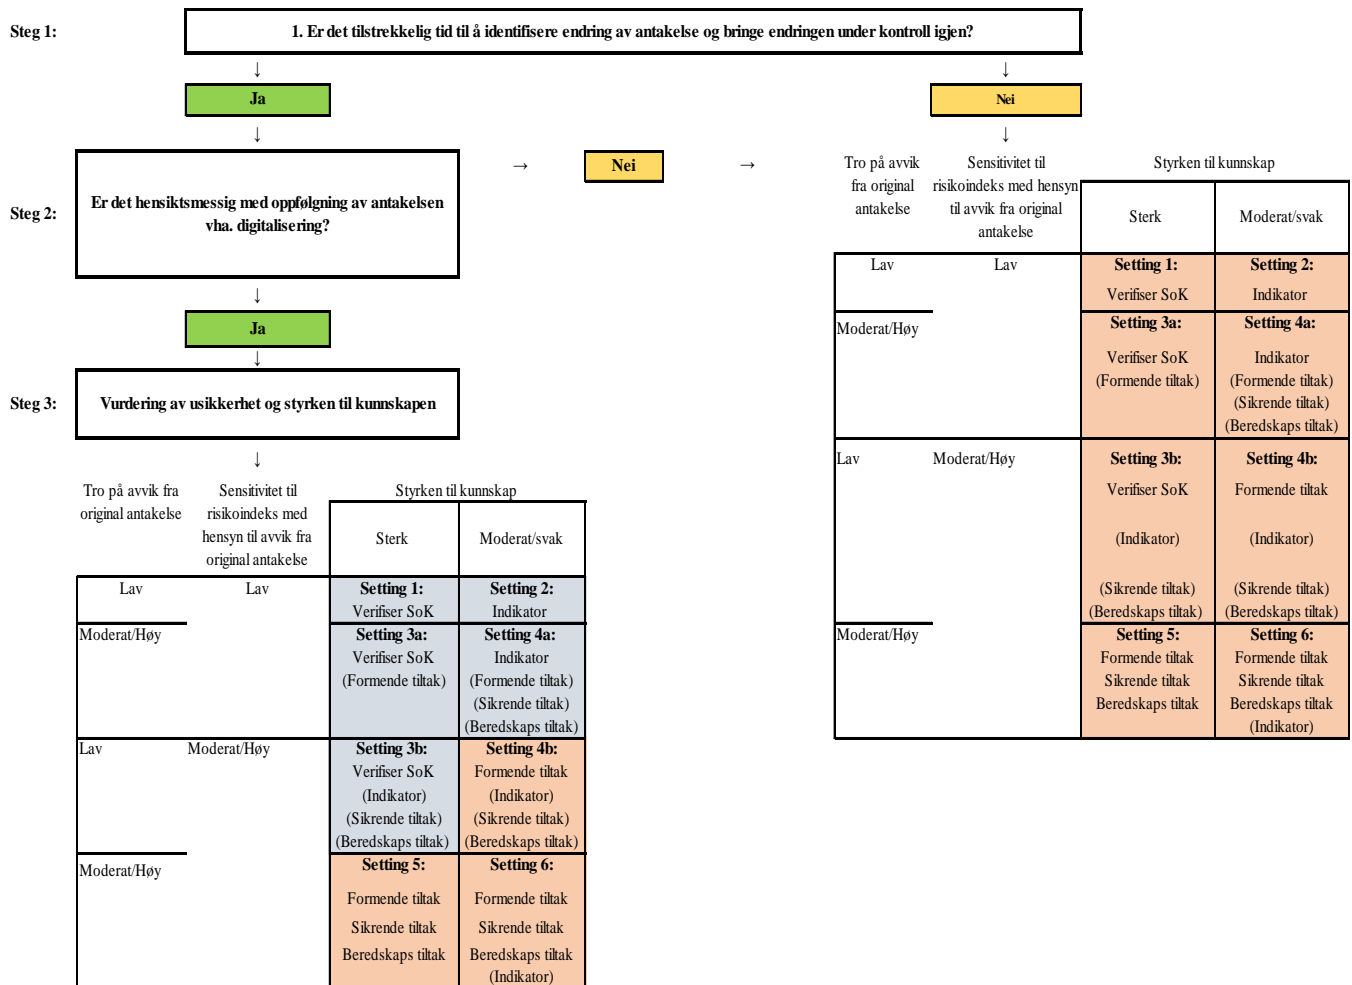 Steg 1:
1. Er det tilstrekkelig tid til å identifisere endring av antakelse og bringe endringen under kontroll igjen?
↓
↓
Ja
Nei
↓
↓
Steg 2:
Er det hensiktsmessig med oppfølgning av antakelsen
vha. digitalisering?
→
Nei
→
↓
Ja
↓
Steg 3:
Vurdering av usikkerhet og styrken til kunnskapen
↓
Tro på avvik fra
original antakelse
Sensitivitet til
risikoindeks med
hensyn til avvik fra
original antakelse
Styrken til kunnskap
Sterk
Moderat/svak
Lav
Lav
Setting 1:
Verifiser SoK
Setting 2:
Indikator
Moderat/Høy
Setting 3a:
Verifiser SoK
(Formende tiltak)
Setting 4a:
Indikator
(Formende tiltak)
(Sikrende tiltak)
(Beredskaps tiltak)
Lav
Moderat/Høy
Setting 3b:
Verifiser SoK
(Indikator)
(Sikrende tiltak)
(Beredskaps tiltak)
Setting 4b:
Formende tiltak
(Indikator)
(Sikrende tiltak)
(Beredskaps tiltak)
Moderat/Høy
Setting 5:
Formende tiltak
Sikrende tiltak
Beredskaps tiltak
Setting 6:
Formende tiltak
Sikrende tiltak
Beredskaps tiltak
(Indikator)
Tro på avvik
fra original
antakelse
Sensitivitet til
risikoindeks med hensyn
til avvik fra original
antakelse
Styrken til kunnskap
Sterk
Moderat/svak
Lav
Lav
Setting 1:
Verifiser SoK
Setting 2:
Indikator
Moderat/Høy
Setting 3a:
Verifiser SoK
(Formende tiltak)
Setting 4a:
Indikator
(Formende tiltak)
(Sikrende tiltak)
(Beredskaps tiltak)
Lav
Moderat/Høy
Setting 3b:
Verifiser SoK
(Indikator)
(Sikrende tiltak)
(Beredskaps tiltak)
Setting 4b:
Formende tiltak
(Indikator)
(Sikrende tiltak)
(Beredskaps tiltak)
Moderat/Høy
Setting 5:
Formende tiltak
Sikrende tiltak
Beredskaps tiltak
Setting 6:
Formende tiltak
Sikrende tiltak
Beredskaps tiltak
(Indikator)